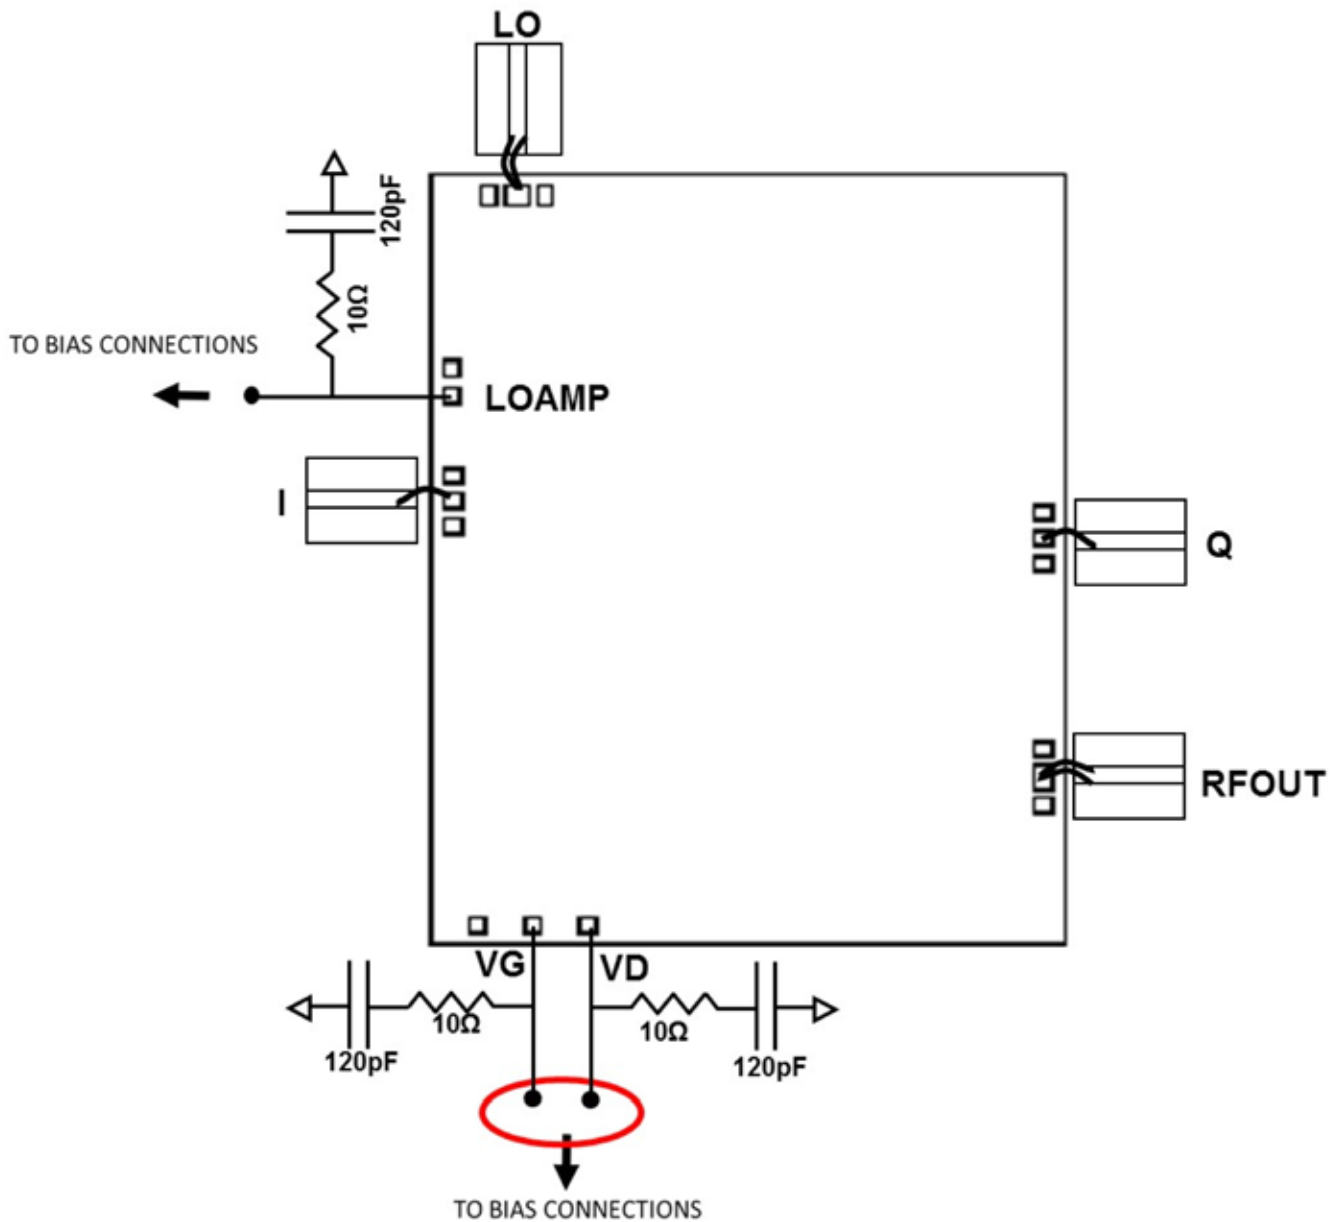 LO
120pF
10Ω
TO BIAS CONNECTIONS
LOAMP
I
Q
RFOUT
VG
VD
10Ω
10Ω
120pF
120pF
TO BIAS CONNECTIONS